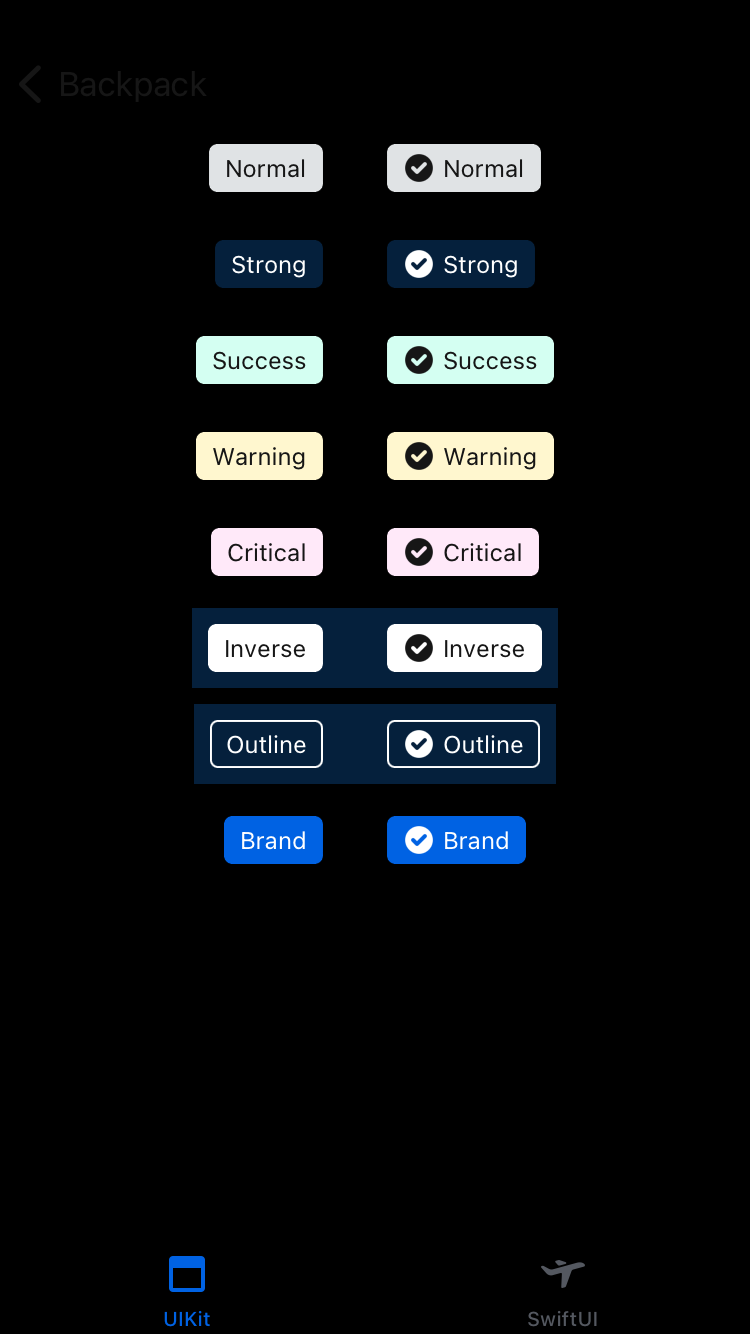 Backpack
Normal Normal
Strong Strong
Success Success
Warning Warning
Critical Critical
Inverse Inverse
Outline Outline
Brand Brand
UIKit SwiftUI